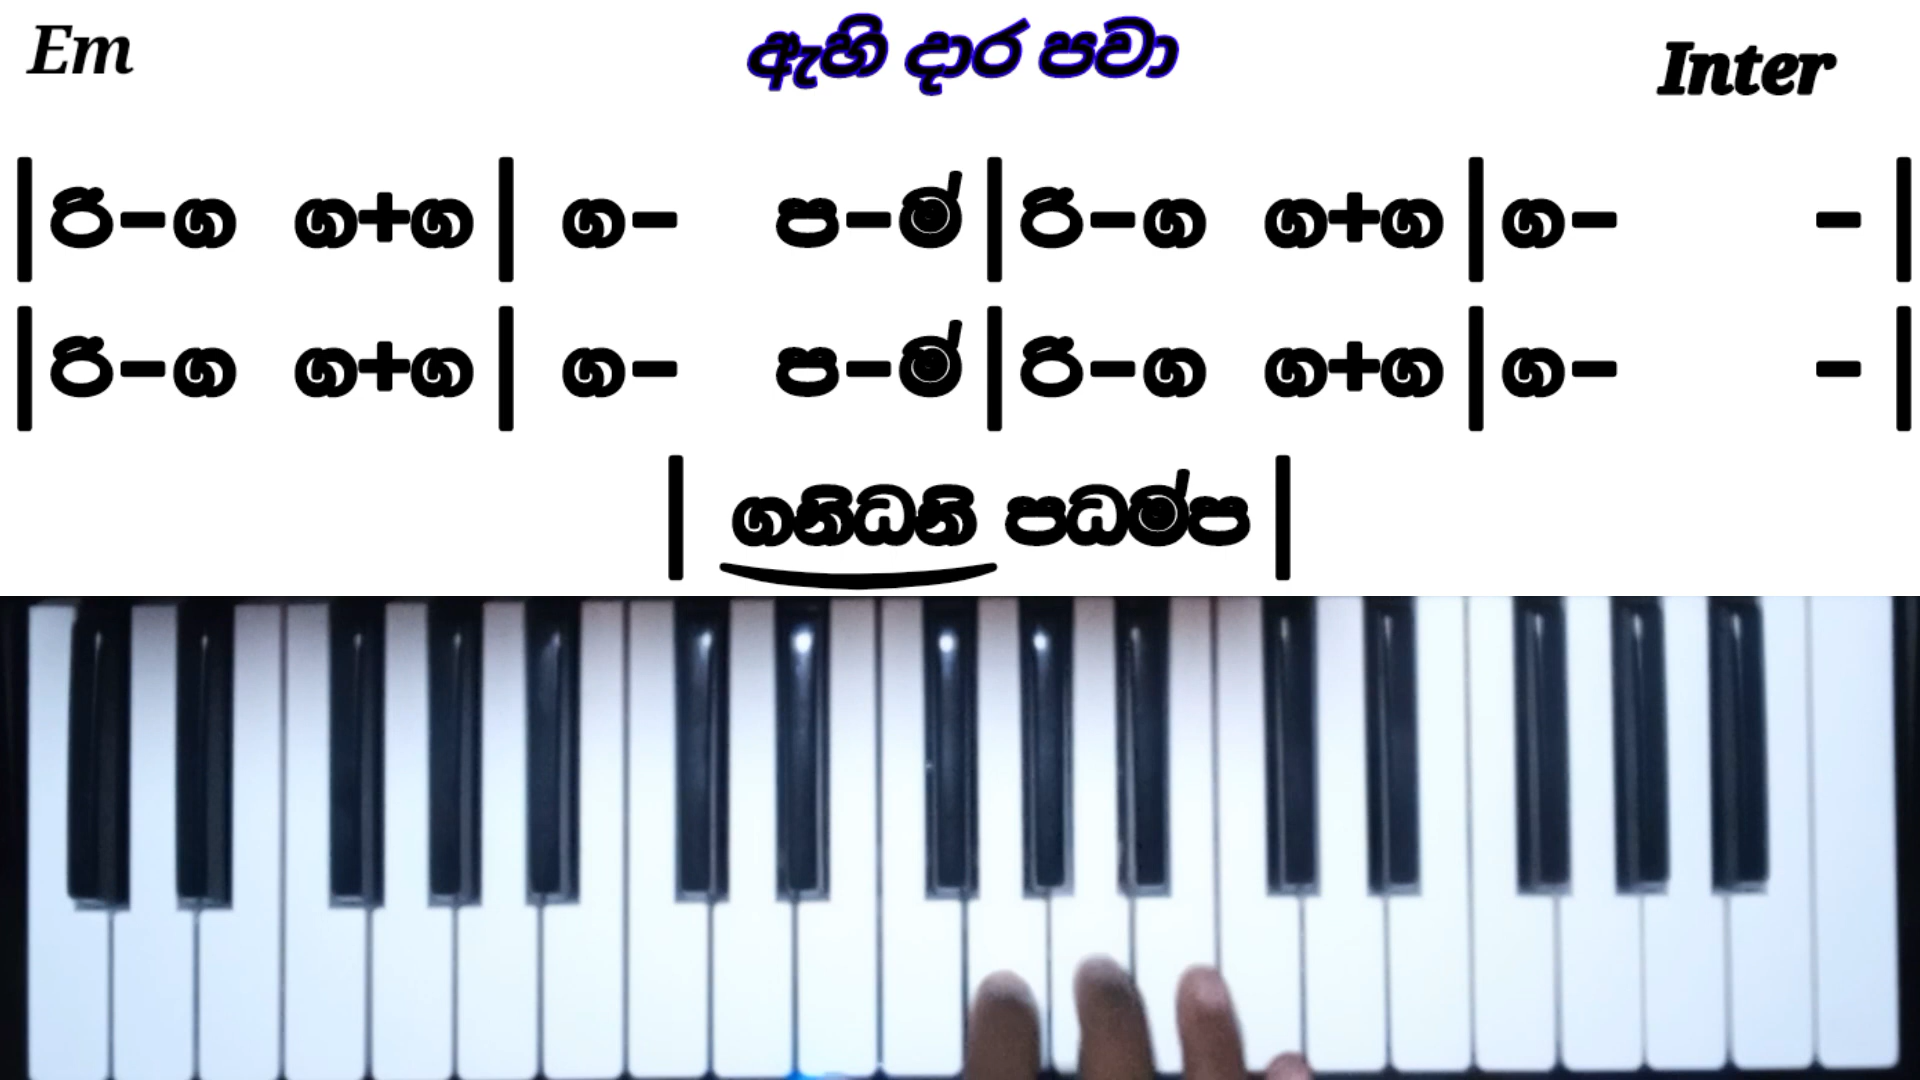 Em ඇහි දාර පවා Inter
| රි-ග ග+ග | ග- ප-ම් | රි-ග ග+ග | ග- - |
| රි-ග ග+ග | ග- ප-ම් | රි-ග ග+ග | ග- - |
| ගනිධනි පධම්ප |